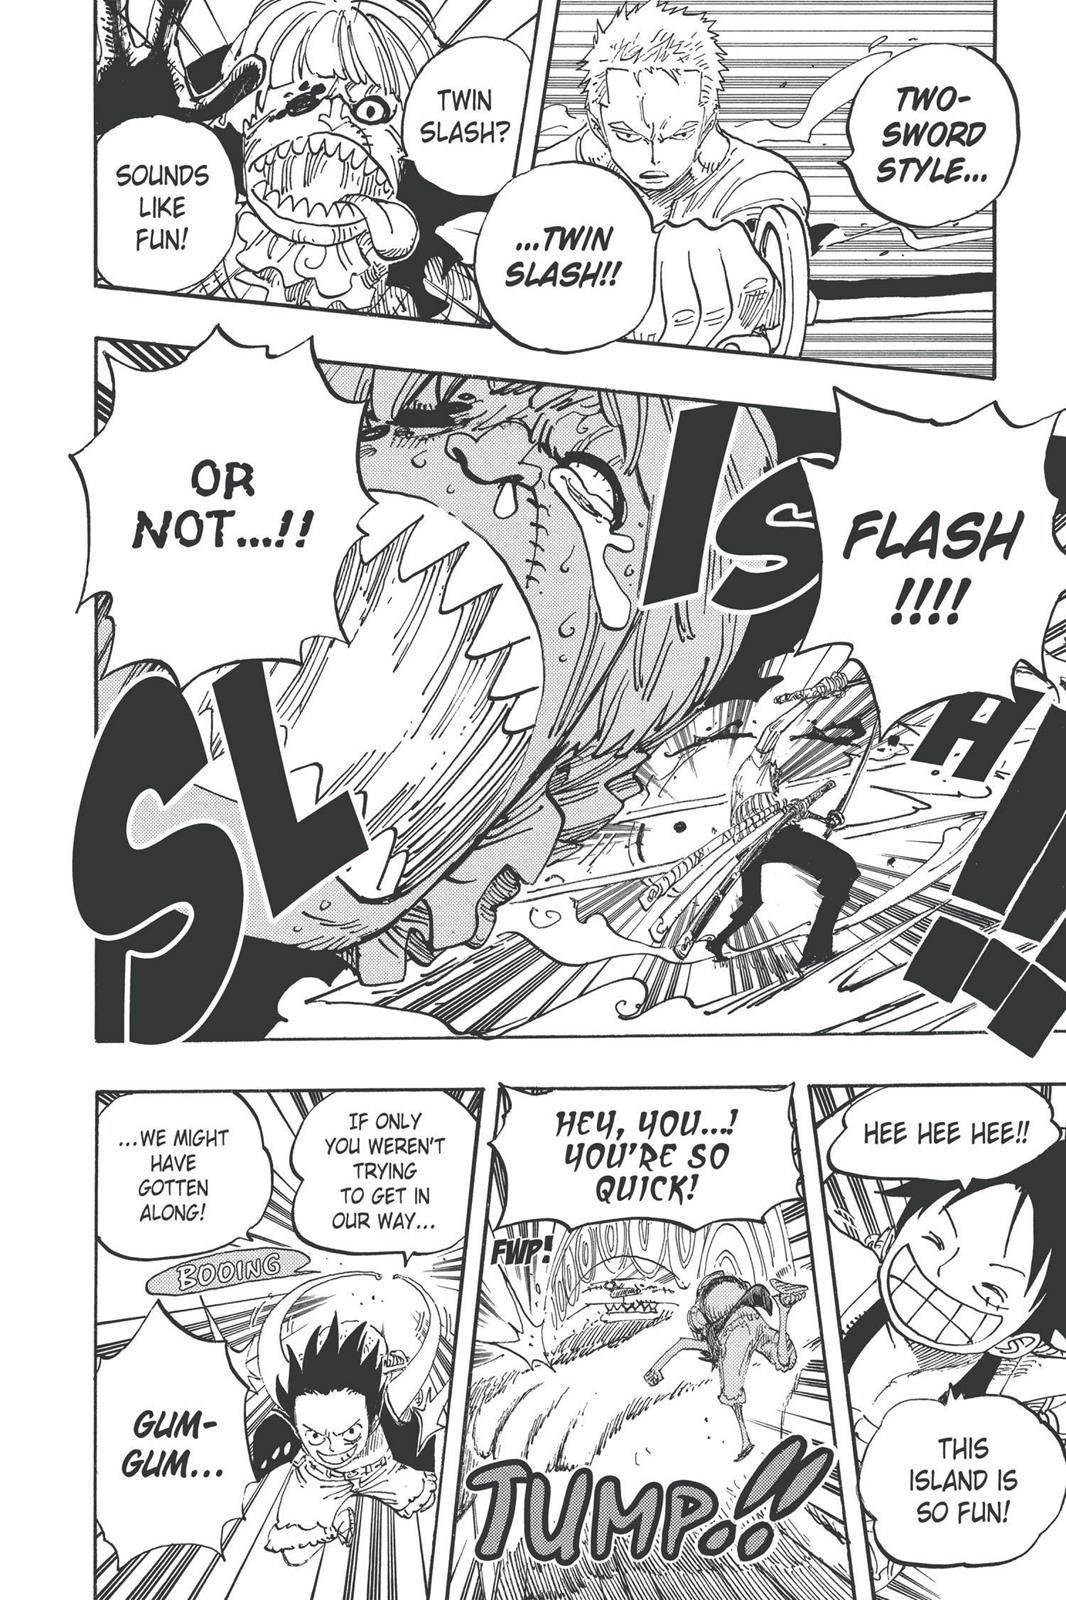 TWO-
SWORD
STYLE...
...TWIN
SLASH!!
TWIN
SLASH?
SOUNDS
LIKE
FUN!
FLASH
!!!!
OR
NOT...!!
SLISH!!
HEE HEE HEE!!
THIS
ISLAND IS
SO FUN!
HEY, YOU...!
YOU'RE SO
QUICK!
FWP!
TUMP!!
IF ONLY
YOU WEREN'T
TRYING
TO GET IN
OUR WAY...
...WE MIGHT
HAVE
GOTTEN
ALONG!
BOOING
GUM-
GUM...